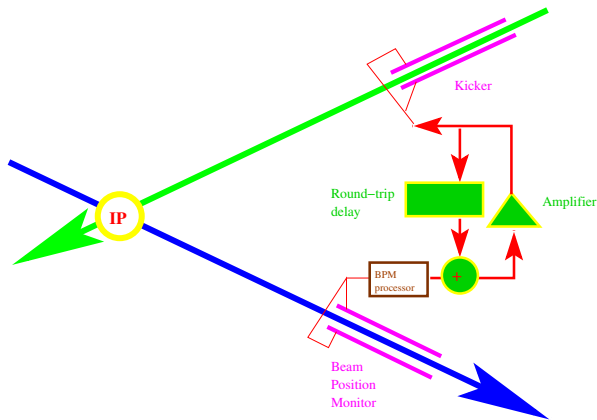 Kicker
Round−trip
delay
Amplifier
IP
BPM
processor
+
Beam
Position
Monitor